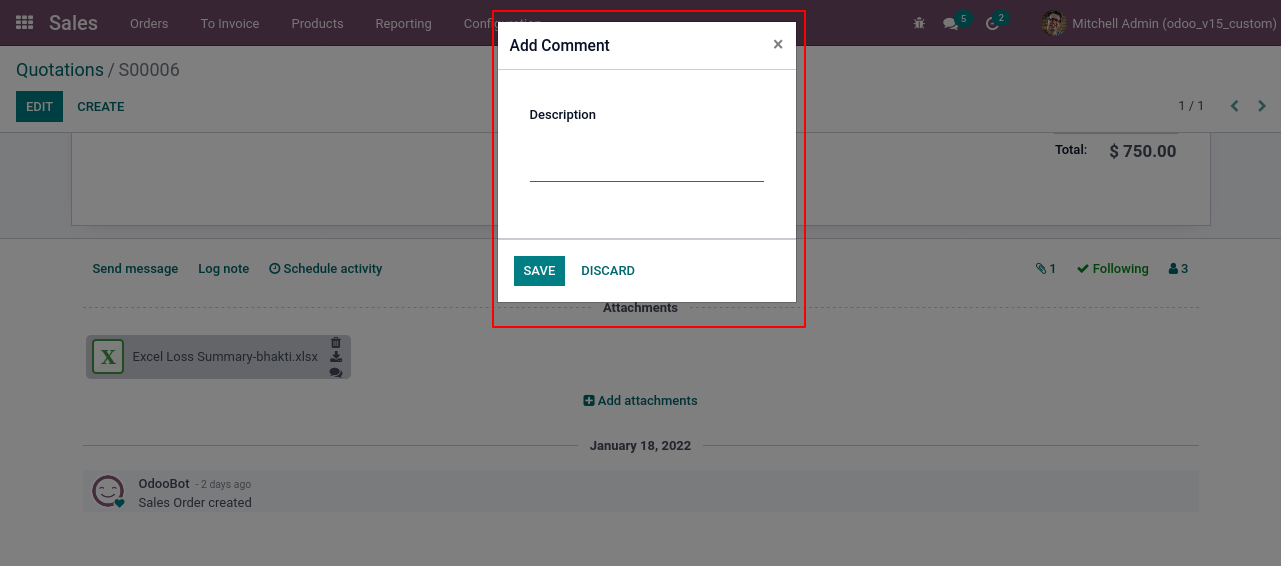 Sales Orders To Invoice Products Reporting Configuration 5 2 Mitchell Admin (odoo_v15_custom)
Add Comment ×
Quotations / S00006
EDIT CREATE 1 / 1
Description
Total: $ 750.00
SAVE DISCARD
Send message Log note Schedule activity 1 Following 3
Attachments
X Excel Loss Summary-bhakti.xlsx
Add attachments
January 18, 2022
OdooBot - 2 days ago
Sales Order created